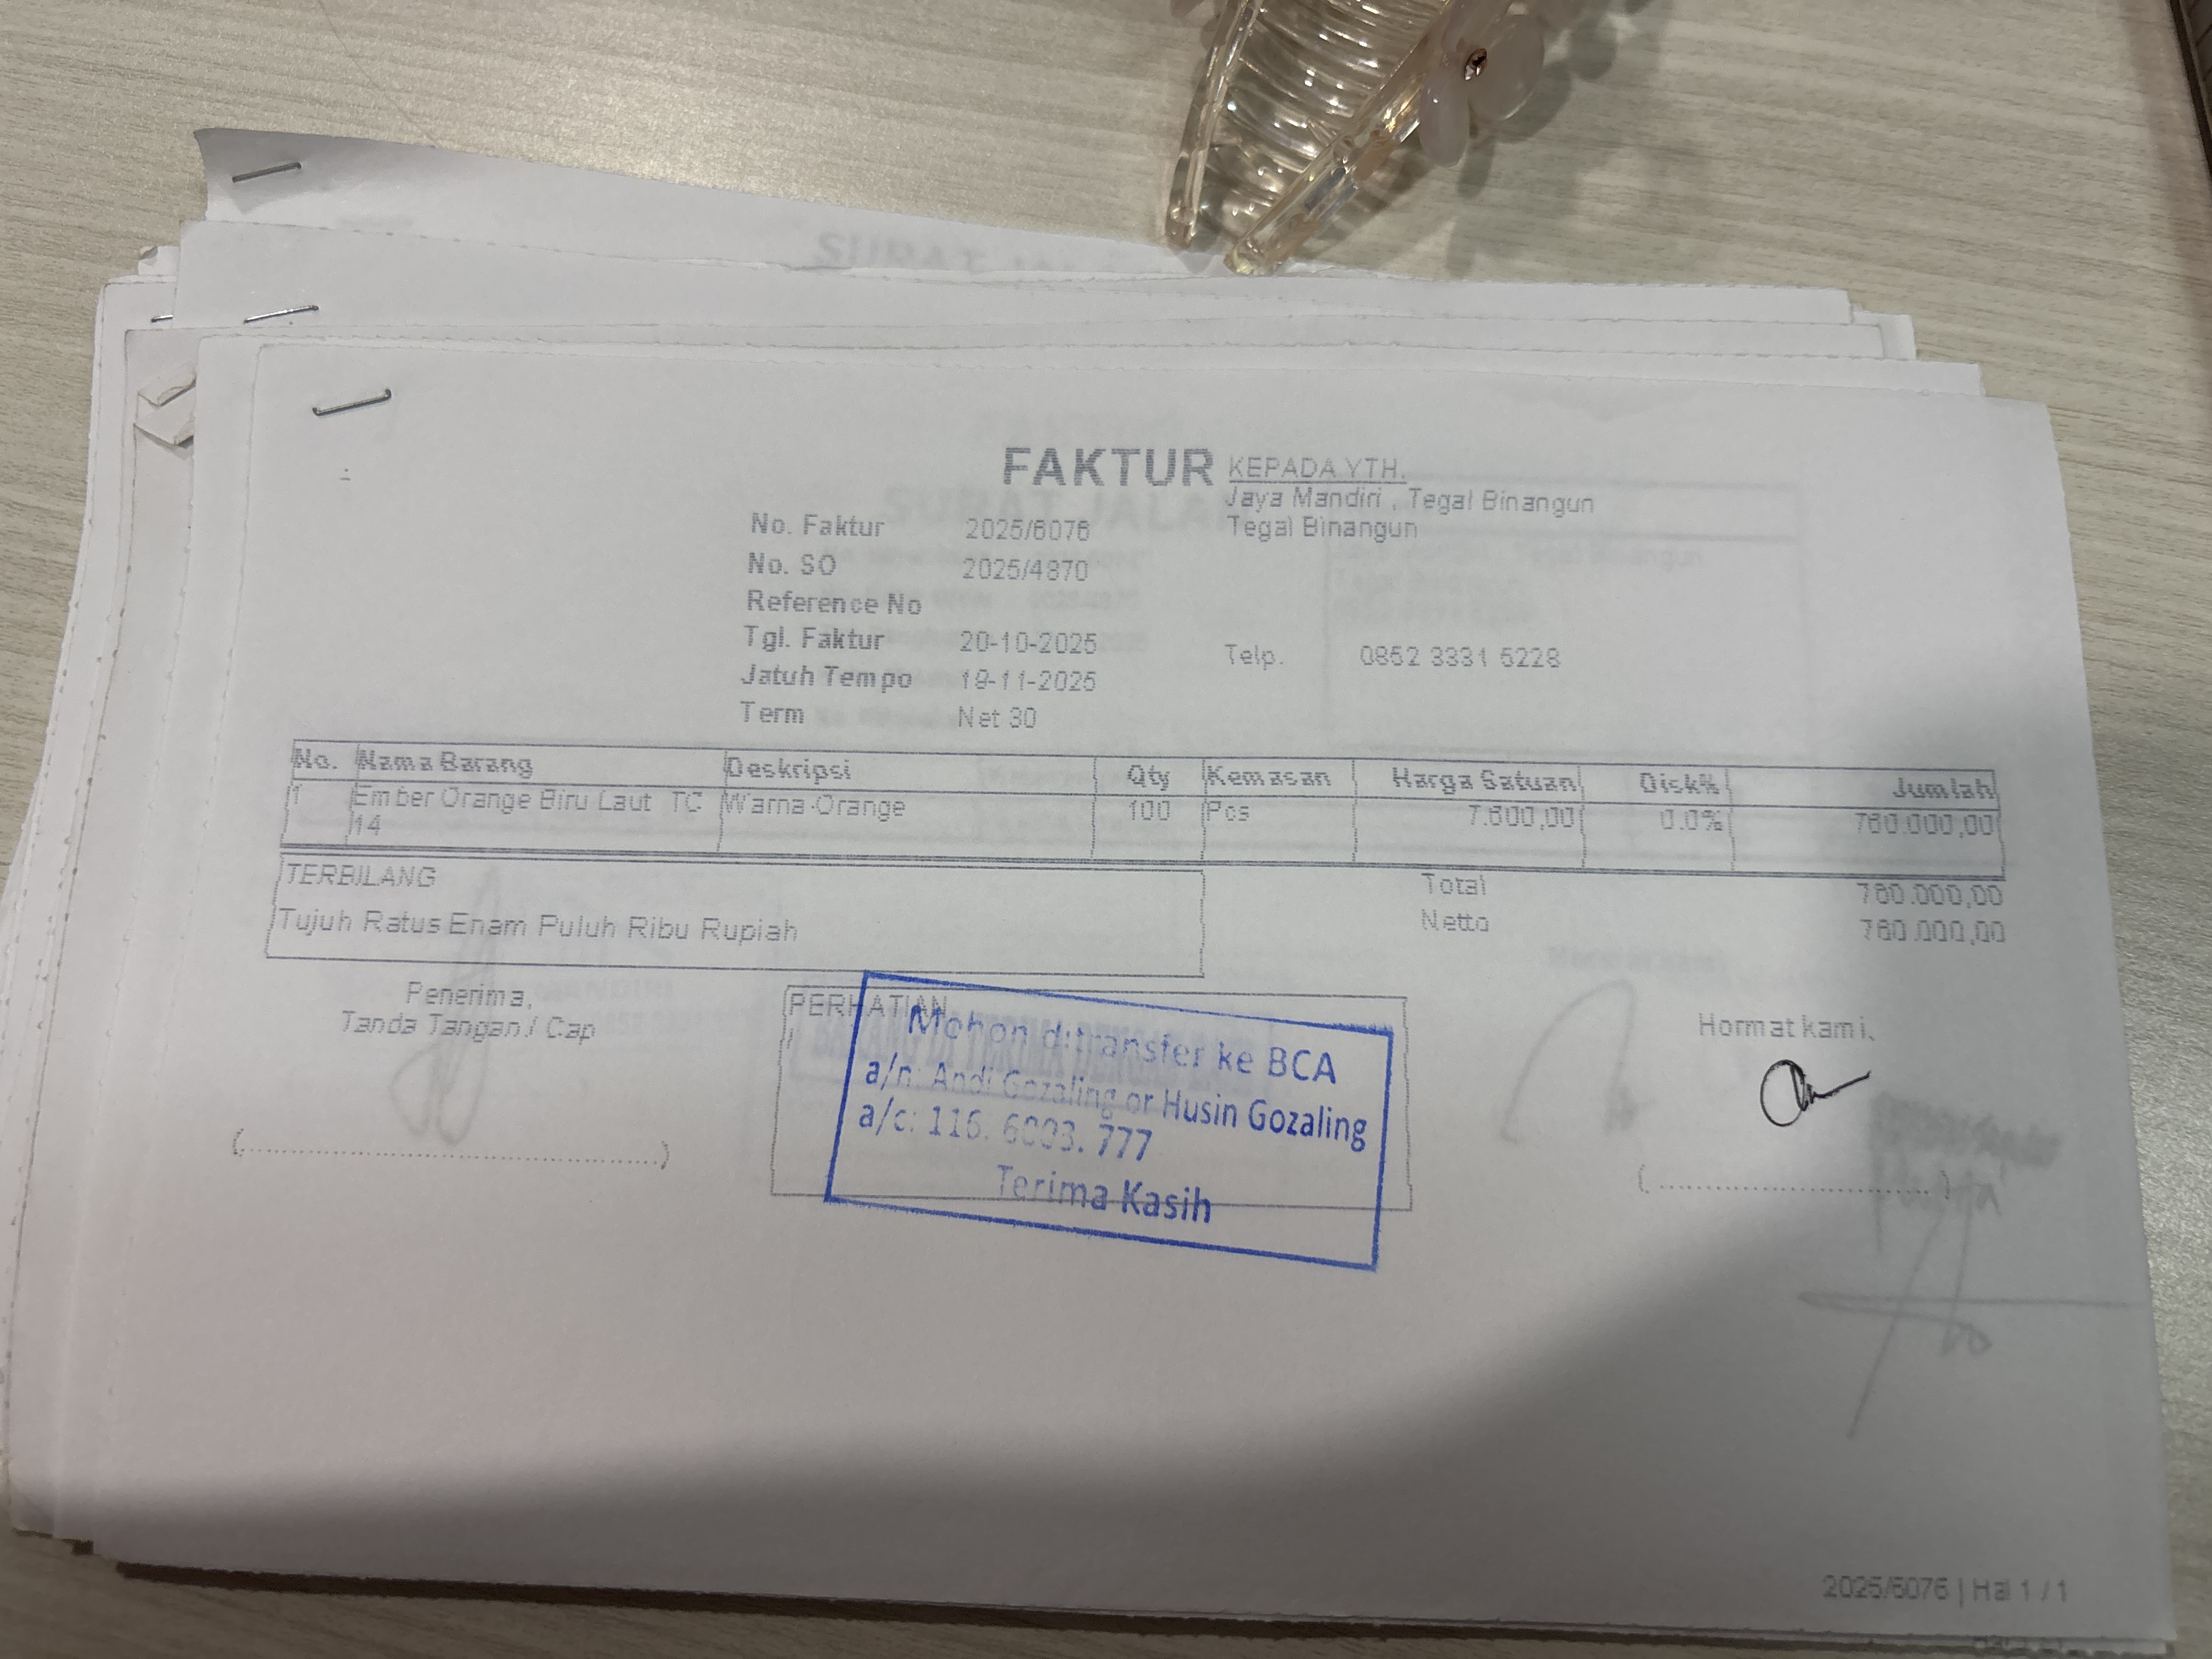 SURAT JALAN
FAKTUR
KEPADA YTH.
Jaya Mandiri , Tegal Binangun
Tegal Binangun
No. Faktur 2025/6076
No. SO 2025/4870
Reference No
Tgl. Faktur 20-10-2025
Telp. 0852 3331 5228
Jatuh Tempo 19-11-2025
Term Net 30
No. Nama Barang Deskripsi Qty Kemasan Harga Satuan Disk% Jumlah
1 Ember Orange Biru Laut TC 14 Warna-Orange 100 Pcs 7.600,00 0.0% 760.000,00
TERBILANG
Total 760.000,00
Tujuh Ratus Enam Puluh Ribu Rupiah
Netto 760.000,00
Penerima,
Tanda Tangan / Cap
PERHATIAN
Mohon ditransfer ke BCA
a/n: Andi Gozaling or Husin Gozaling
a/c: 116. 6003. 777
Terima Kasih
Hormat kami,
(..........................................)
(..............................)
2025/6076 | Hal 1 / 1